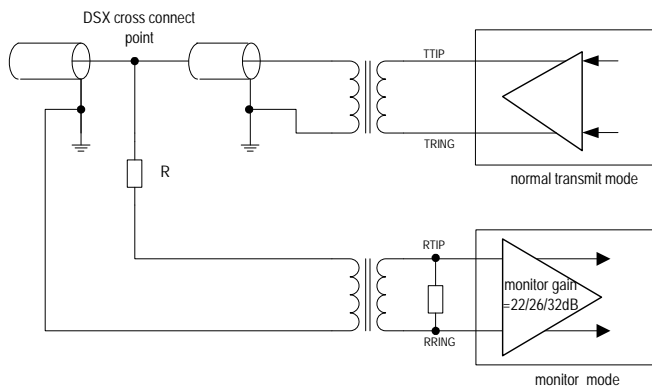 DSX cross connect
point
TTIP
TRING
normal transmit mode
R
RTIP
monitor gain
=22/26/32dB
RRING
monitor mode